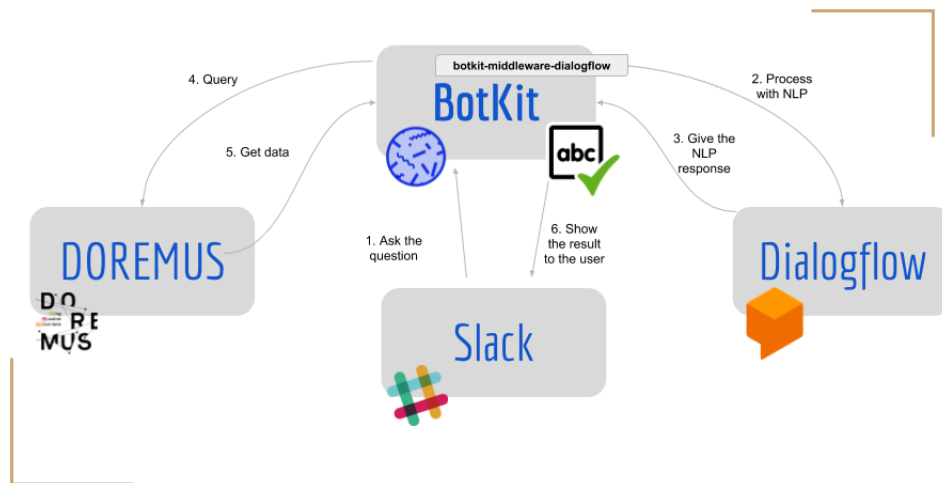 botkit-middleware-dialogflow
BotKit
abc
4. Query
2. Process
with NLP
5. Get data
3. Give the
NLP
response
1. Ask the
question
6. Show
the result
to the user
DOREMUS
DO
RE
MUS
Slack
Dialogflow